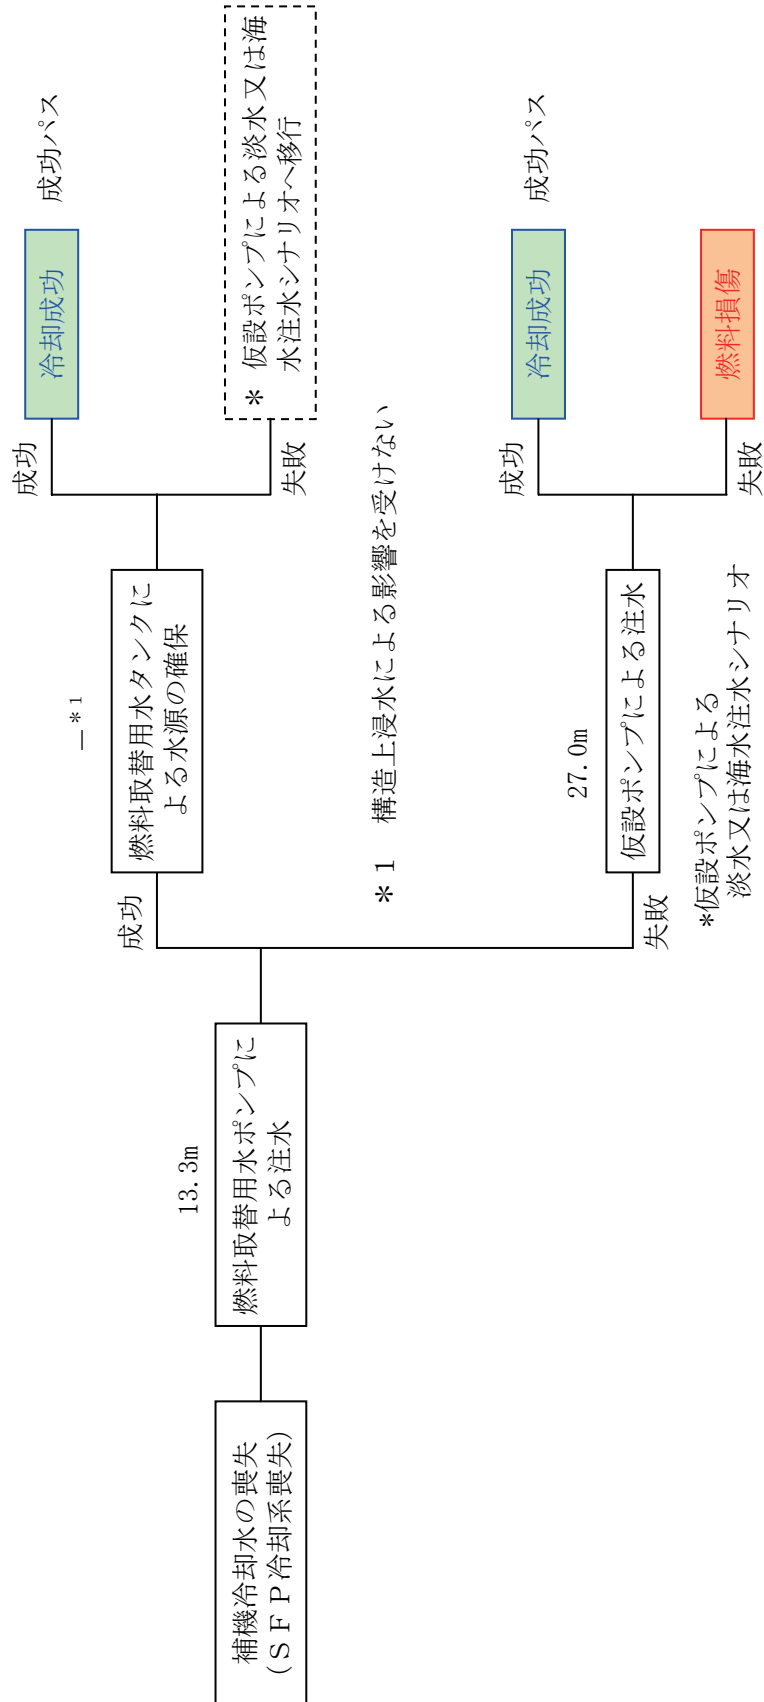 補機冷却水の喪失
(ＳＦＰ冷却系喪失)
13.3m
燃料取替用水ポンプに
よる注水
成功
失敗
―*1
燃料取替用水タンクに
よる水源の確保
成功
冷却成功
成功パス
失敗
* 仮設ポンプによる淡水又は海
水注水シナリオへ移行
*１ 構造上浸水による影響を受けない
27.0m
仮設ポンプによる注水
成功
冷却成功
成功パス
失敗
燃料損傷
*仮設ポンプによる
淡水又は海水注水シナリオ